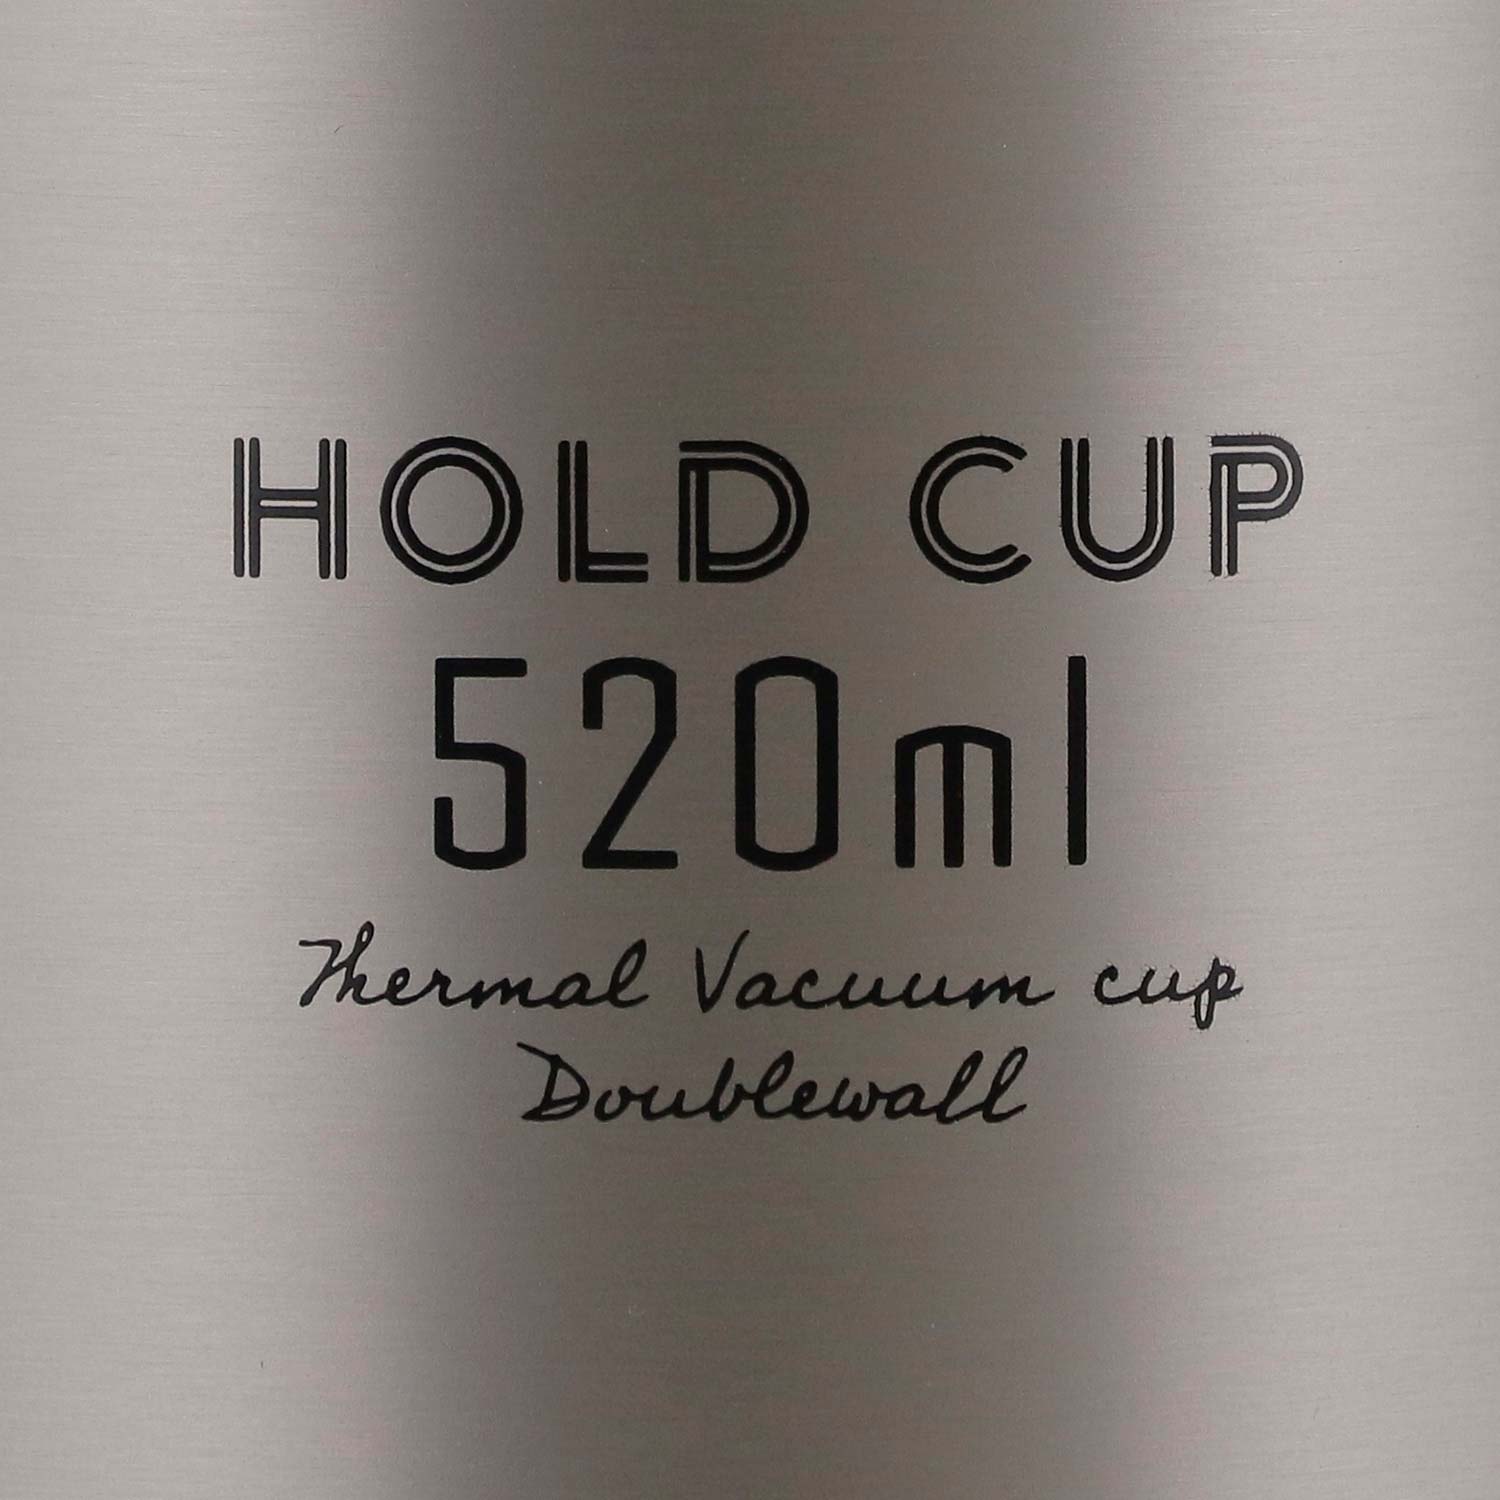 HOLD CUP
520ml
Thermal Vacuum cup
Doublewall